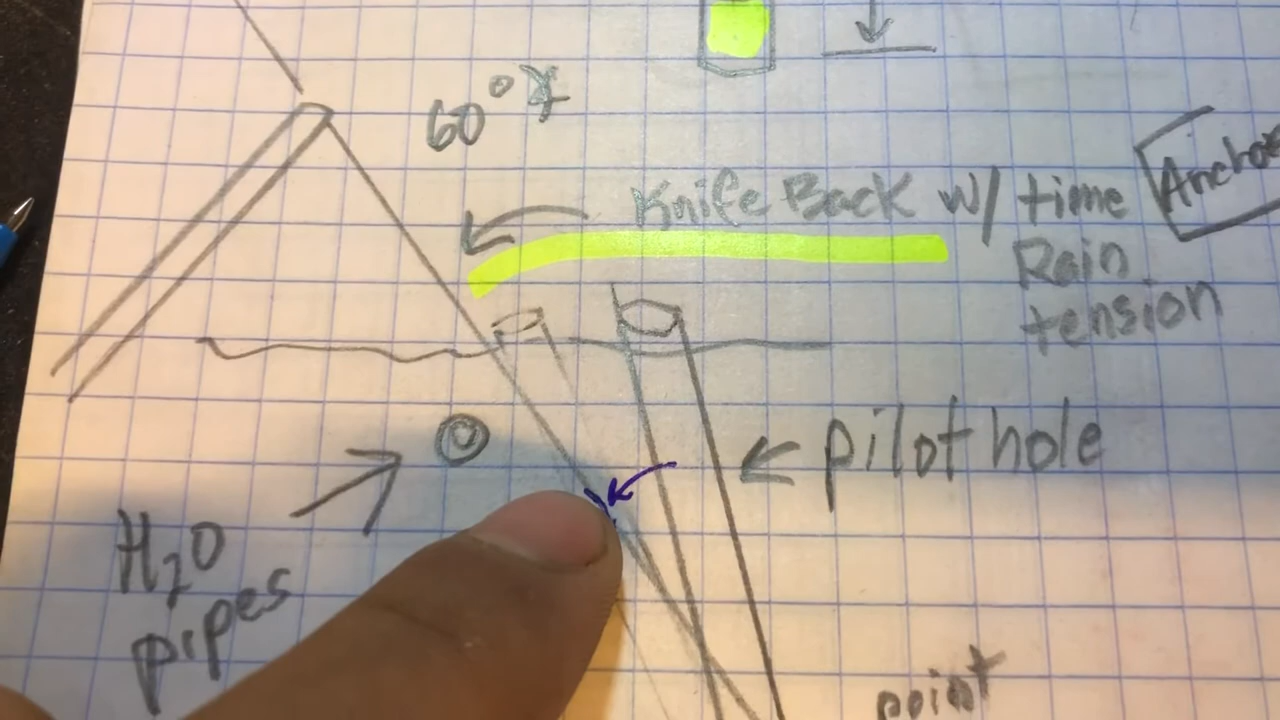 60°
Knife Back w/ time
Rain
tension
pilot hole
H₂O
pipes
point